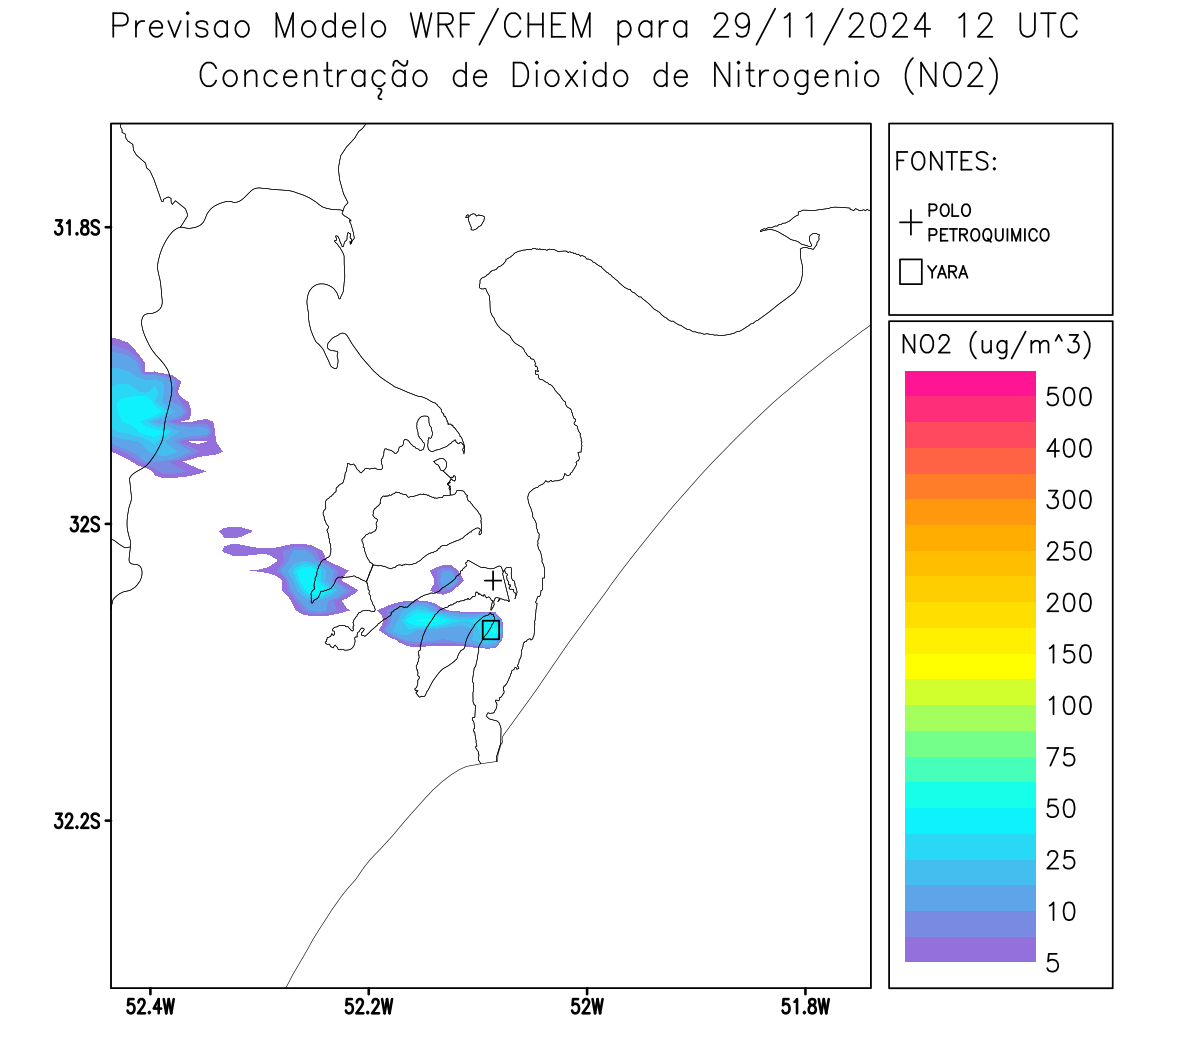 Previsao Modelo WRF/CHEM para 29/11/2024 12 UTC
Concentração de Dioxido de Nitrogenio (NO2)
FONTES:
POLO
PETROQUIMICO
YARA
31.8S
32S
32.2S
52.4W
52.2W
52W
51.8W
NO2 (ug/m^3)
500
400
300
250
200
150
100
75
50
25
10
5